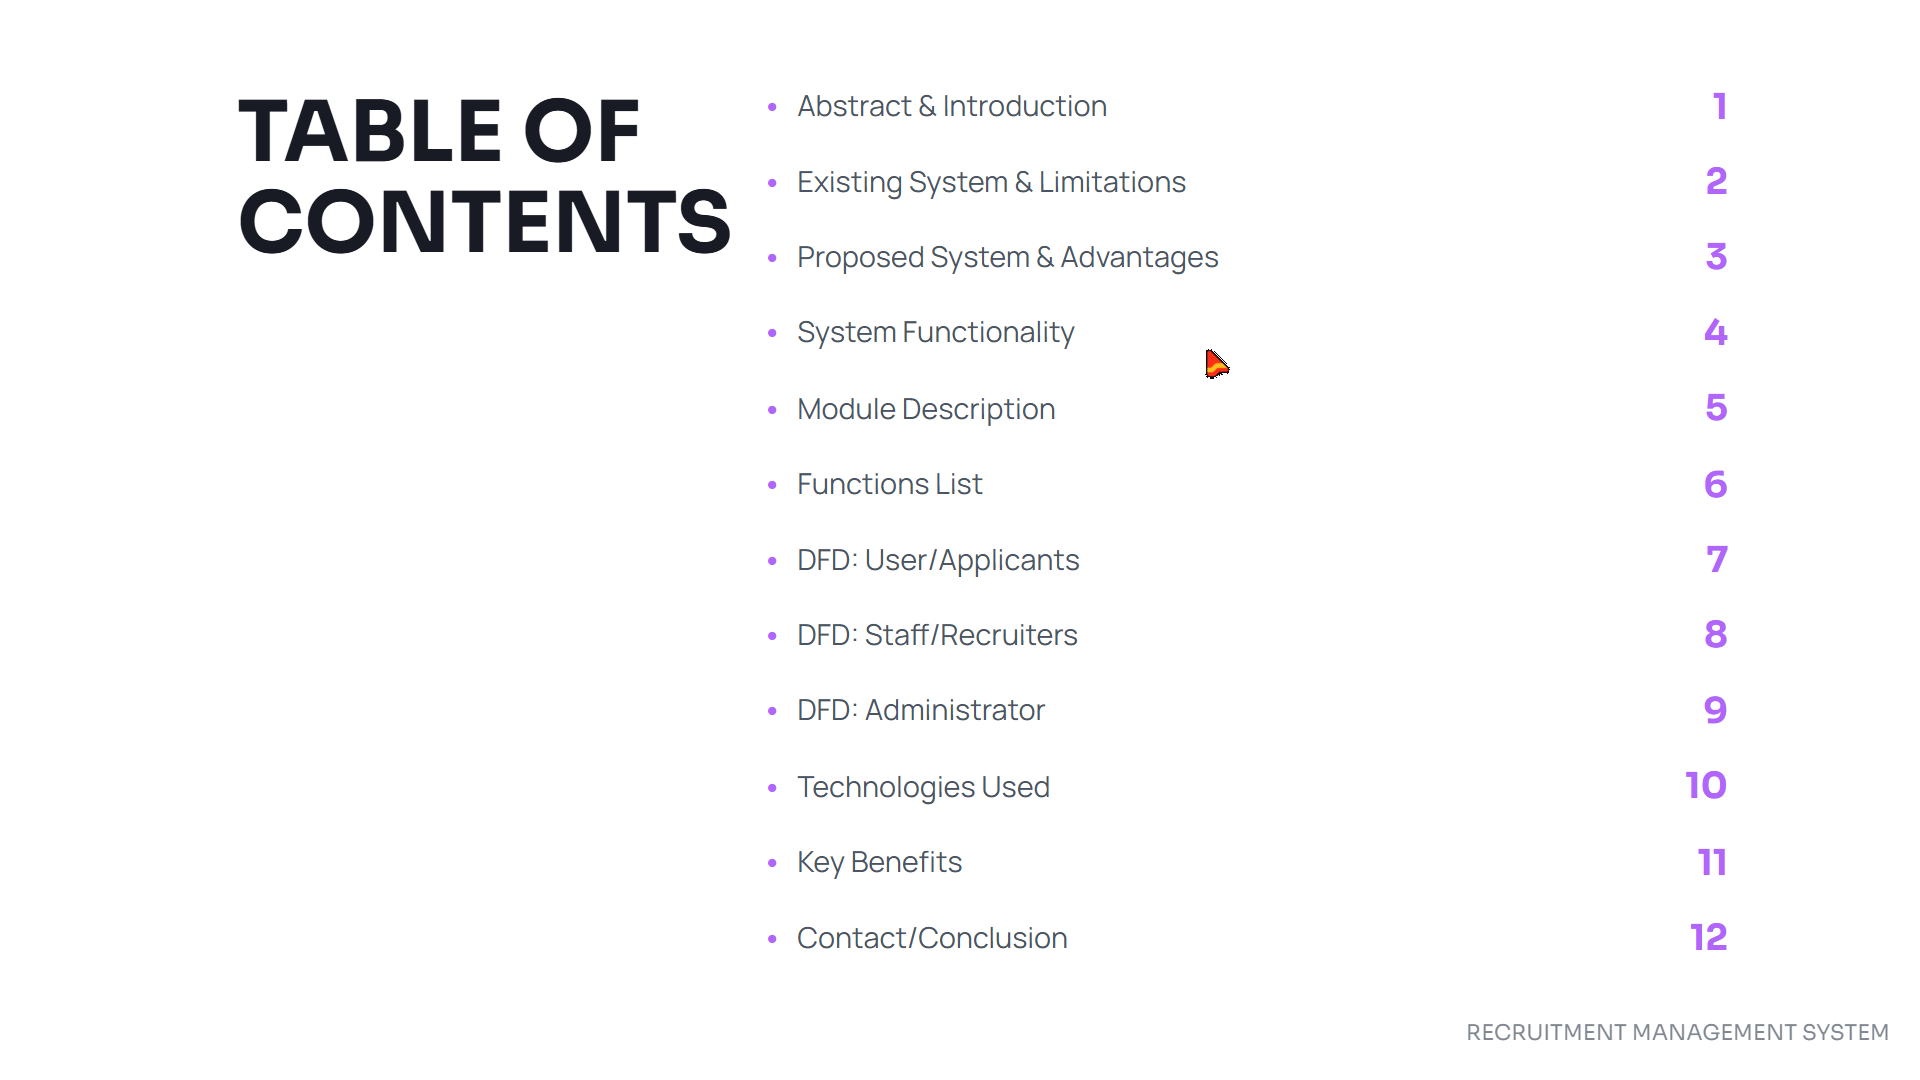 TABLE OF
CONTENTS
• Abstract & Introduction 1
• Existing System & Limitations 2
• Proposed System & Advantages 3
• System Functionality 4
• Module Description 5
• Functions List 6
• DFD: User/Applicants 7
• DFD: Staff/Recruiters 8
• DFD: Administrator 9
• Technologies Used 10
• Key Benefits 11
• Contact/Conclusion 12
RECRUITMENT MANAGEMENT SYSTEM